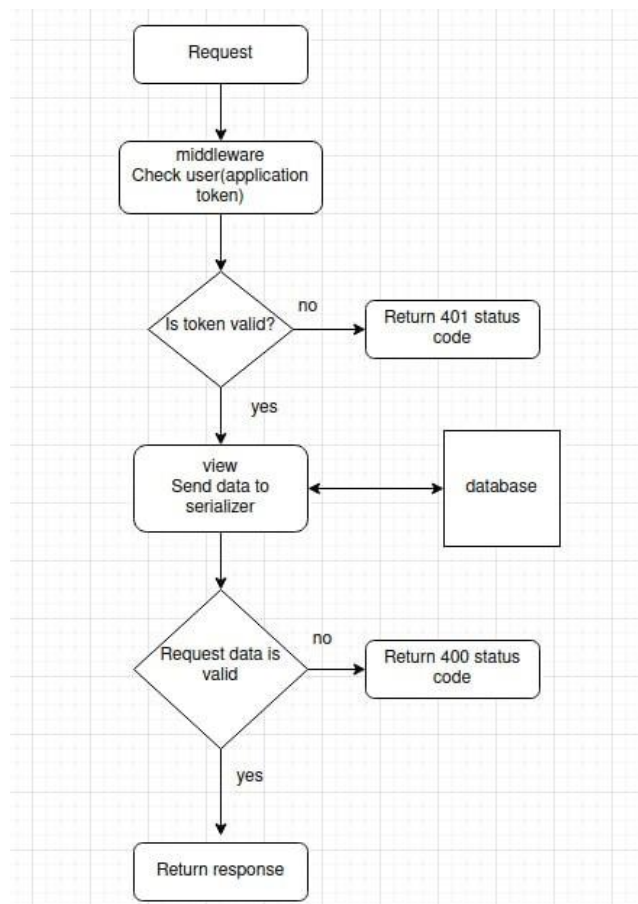 Request
middleware
Check user(application
token)
Is token valid?
no
Return 401 status
code
yes
view
Send data to
serializer
database
Request data is
valid
no
Return 400 status
code
yes
Return response